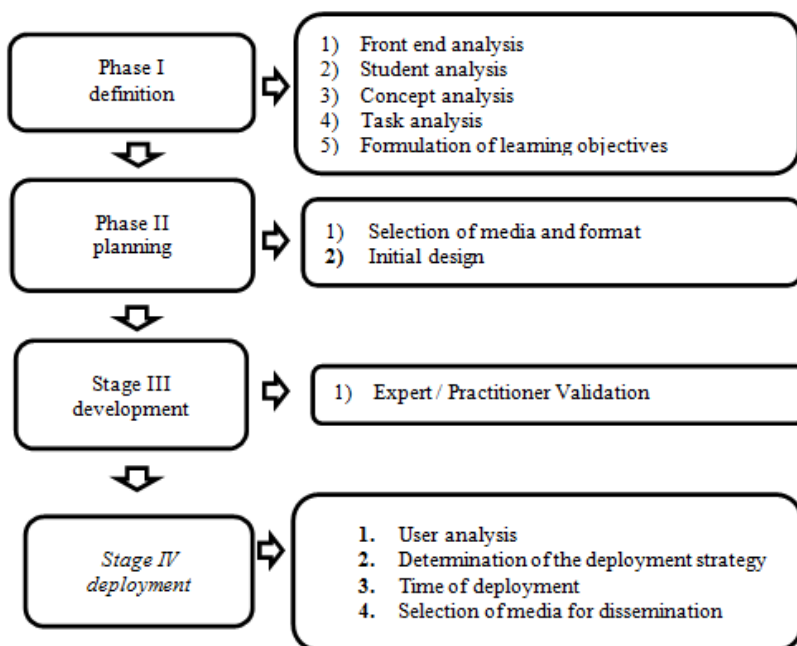 Phase I
definition
1) Front end analysis
2) Student analysis
3) Concept analysis
4) Task analysis
5) Formulation of learning objectives
Phase II
planning
1) Selection of media and format
2) Initial design
Stage III
development
1) Expert / Practitioner Validation
Stage IV
deployment
1. User analysis
2. Determination of the deployment strategy
3. Time of deployment
4. Selection of media for dissemination